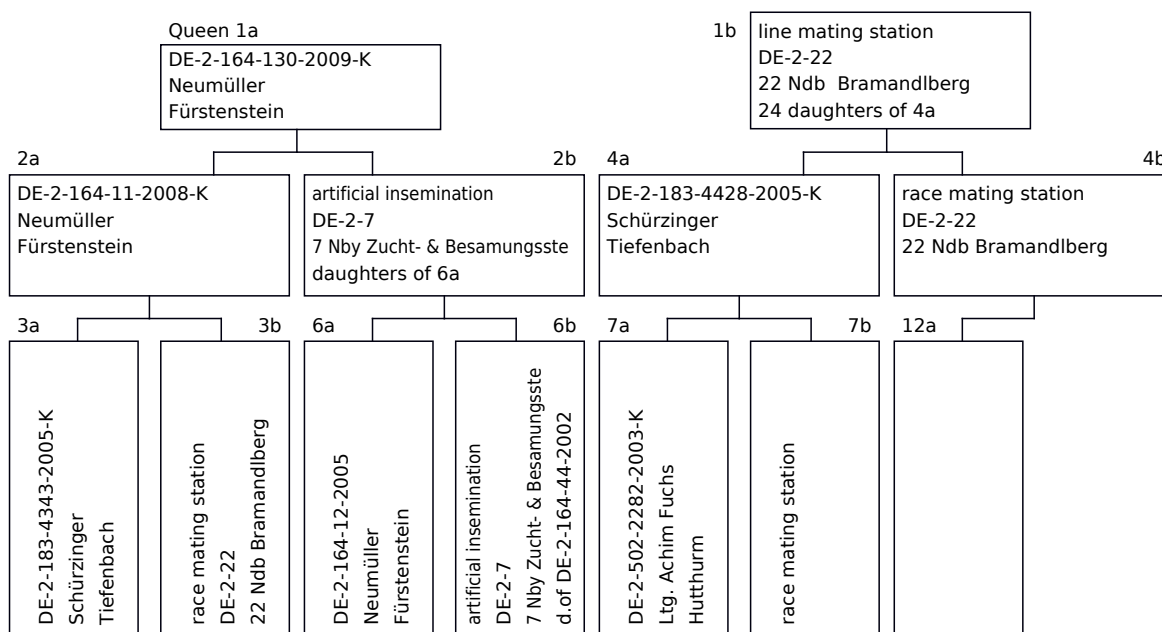 Queen 1a
DE-2-164-130-2009-K
Neumüller
Fürstenstein
1b
line mating station
DE-2-22
22 Ndb  Bramandlberg
24 daughters of 4a
2a
DE-2-164-11-2008-K
Neumüller
Fürstenstein
2b
artificial insemination
DE-2-7
7 Nby Zucht- & Besamungsste
daughters of 6a
4a
DE-2-183-4428-2005-K
Schürzinger
Tiefenbach
4b
race mating station
DE-2-22
22 Ndb Bramandlberg
3a
DE-2-183-4343-2005-K
Schürzinger
Tiefenbach
3b
race mating station
DE-2-22
22 Ndb Bramandlberg
6a
DE-2-164-12-2005
Neumüller
Fürstenstein
6b
artificial insemination
DE-2-7
7 Nby Zucht- & Besamungsste
d.of DE-2-164-44-2002
7a
DE-2-502-2282-2003-K
Ltg. Achim Fuchs
Hutthurm
7b
race mating station
12a